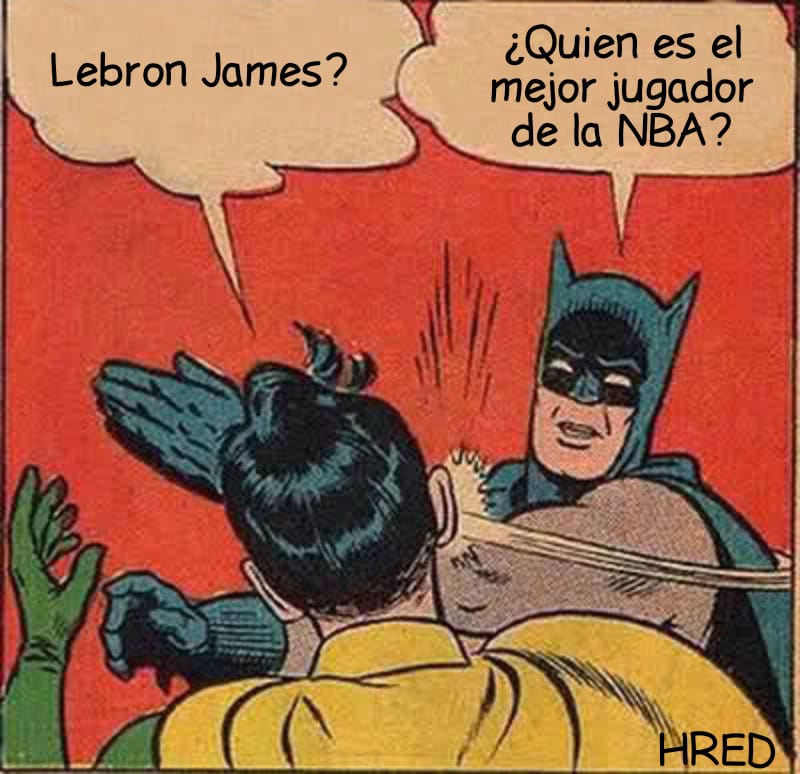 Lebron James?
¿Quien es el
mejor jugador
de la NBA?
HRED